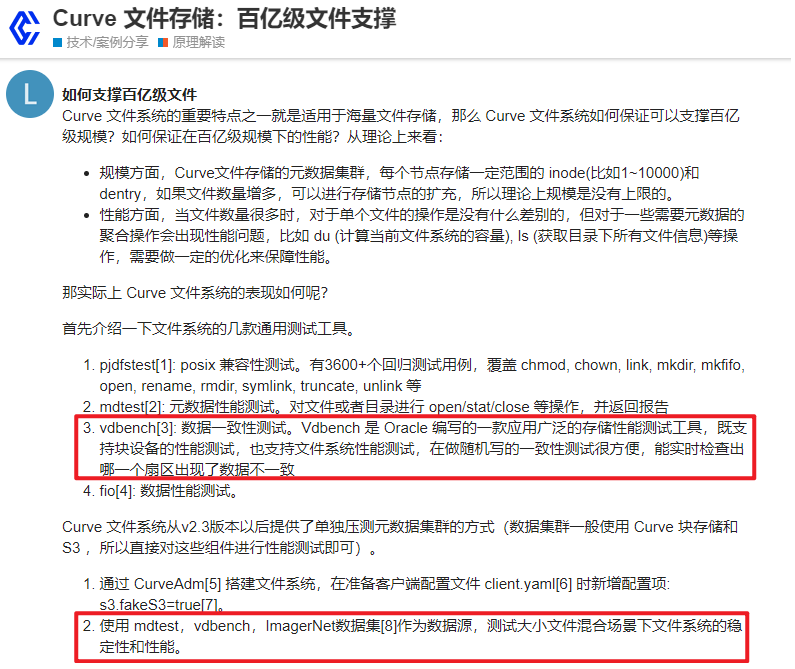 Curve 文件存储：百亿级文件支撑
技术/案例分享 原理解读
L
如何支撑百亿级文件
Curve 文件系统的重要特点之一就是适用于海量文件存储，那么 Curve 文件系统如何保证可以支撑百亿
级规模？如何保证在百亿级规模下的性能？从理论上来看：
• 规模方面，Curve文件存储的元数据集群，每个节点存储一定范围的 inode(比如1~10000)和
dentry，如果文件数量增多，可以进行存储节点的扩充，所以理论上规模是没有上限的。
• 性能方面，当文件数量很多时，对于单个文件的操作是没有什么差别的，但对于一些需要元数据的
聚合操作会出现性能问题，比如 du (计算当前文件系统的容量), ls (获取目录下所有文件信息)等操
作，需要做一定的优化来保障性能。
那实际上 Curve 文件系统的表现如何呢？
首先介绍一下文件系统的几款通用测试工具。
1. pjdfstest[1]: posix 兼容性测试。有3600+个回归测试用例，覆盖 chmod, chown, link, mkdir, mkfifo,
open, rename, rmdir, symlink, truncate, unlink 等
2. mdtest[2]: 元数据性能测试。对文件或者目录进行 open/stat/close 等操作，并返回报告
3. vdbench[3]: 数据一致性测试。Vdbench 是 Oracle 编写的一款应用广泛的存储性能测试工具，既支
持块设备的性能测试，也支持文件系统性能测试，在做随机写的一致性测试很方便，能实时检查出
哪一个扇区出现了数据不一致
4. fio[4]: 数据性能测试。
Curve 文件系统从v2.3版本以后提供了单独压测元数据集群的方式（数据集群一般使用 Curve 块存储和
S3 ，所以直接对这些组件进行性能测试即可）。
1. 通过 CurveAdm[5] 搭建文件系统，在准备客户端配置文件 client.yaml[6] 时新增配置项:
s3.fakeS3=true[7]。
2. 使用 mdtest，vdbench，ImagerNet数据集[8]作为数据源，测试大小文件混合场景下文件系统的稳
定性和性能。